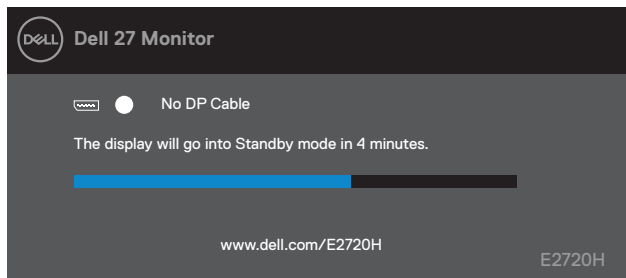 DELL
Dell 27 Monitor
No DP Cable
The display will go into Standby mode in 4 minutes.
www.dell.com/E2720H
E2720H